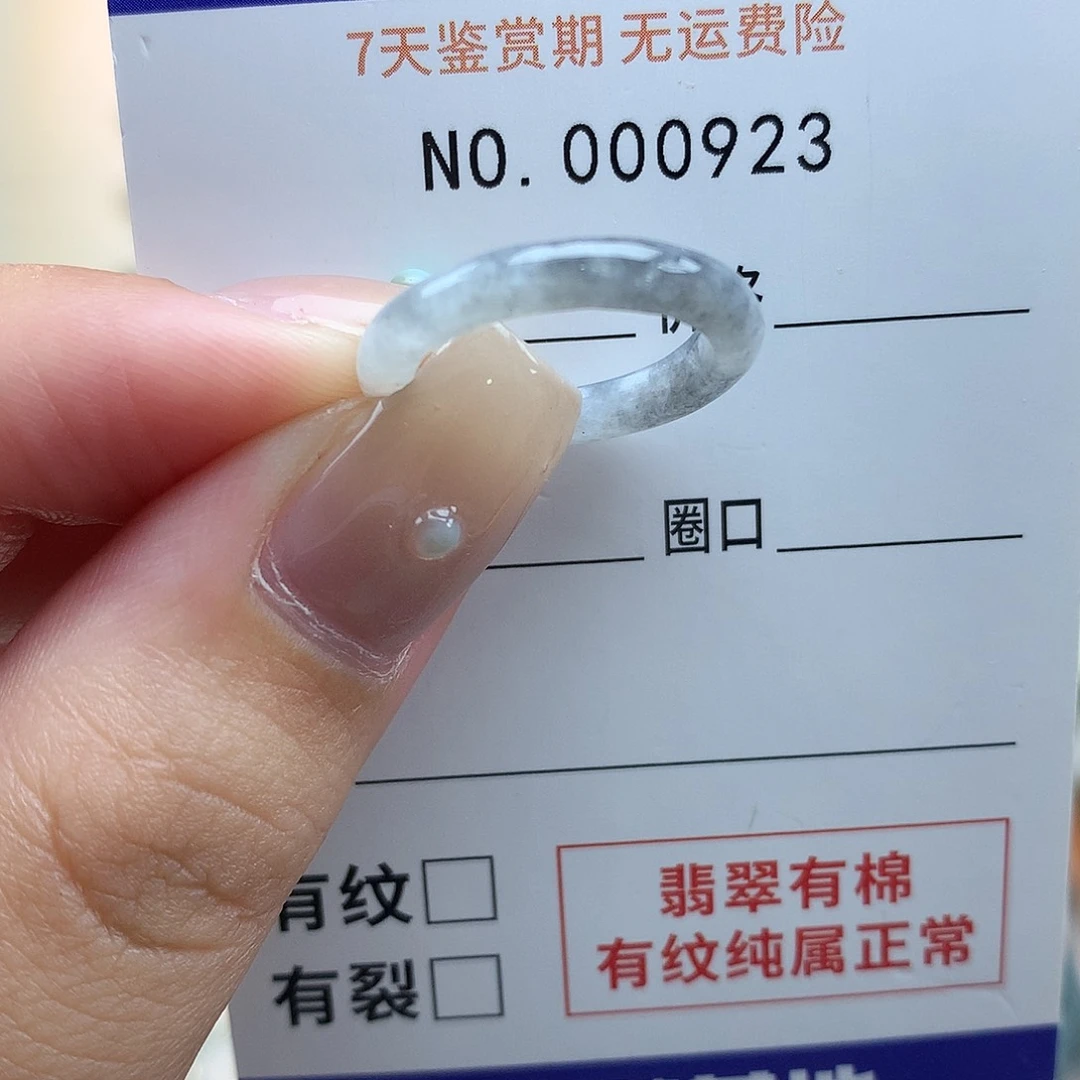 7天鉴赏期 无运费险
NO.000923
圈口
有纹
有裂
翡翠有棉
有纹纯属正常